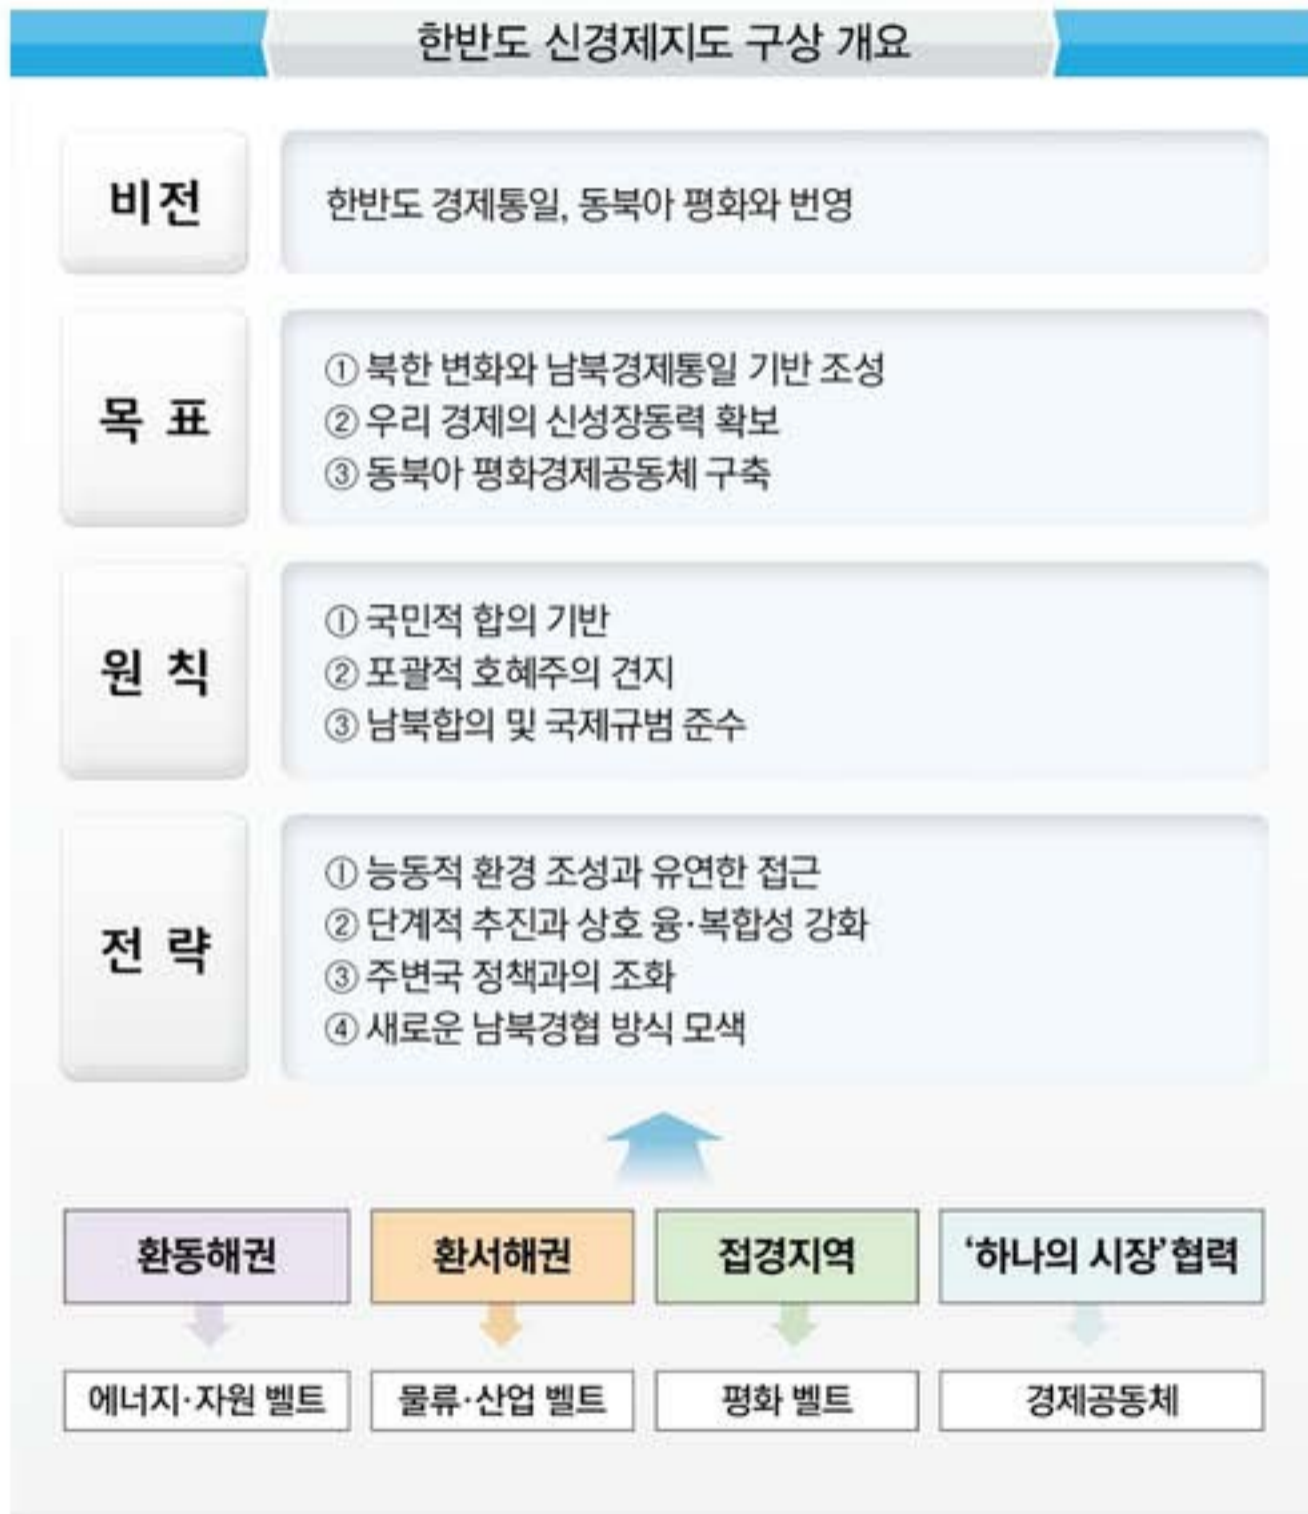 한반도 신경제지도 구상 개요
비전
한반도 경제통일, 동북아 평화와 번영
목 표
① 북한 변화와 남북경제통일 기반 조성
② 우리 경제의 신성장동력 확보
③ 동북아 평화경제공동체 구축
원 칙
① 국민적 합의 기반
② 포괄적 호혜주의 견지
③ 남북합의 및 국제규범 준수
전 략
① 능동적 환경 조성과 유연한 접근
② 단계적 추진과 상호 융·복합성 강화
③ 주변국 정책과의 조화
④ 새로운 남북경협 방식 모색
환동해권
환서해권
접경지역
‘하나의 시장’ 협력
에너지·자원 벨트
물류·산업 벨트
평화 벨트
경제공동체